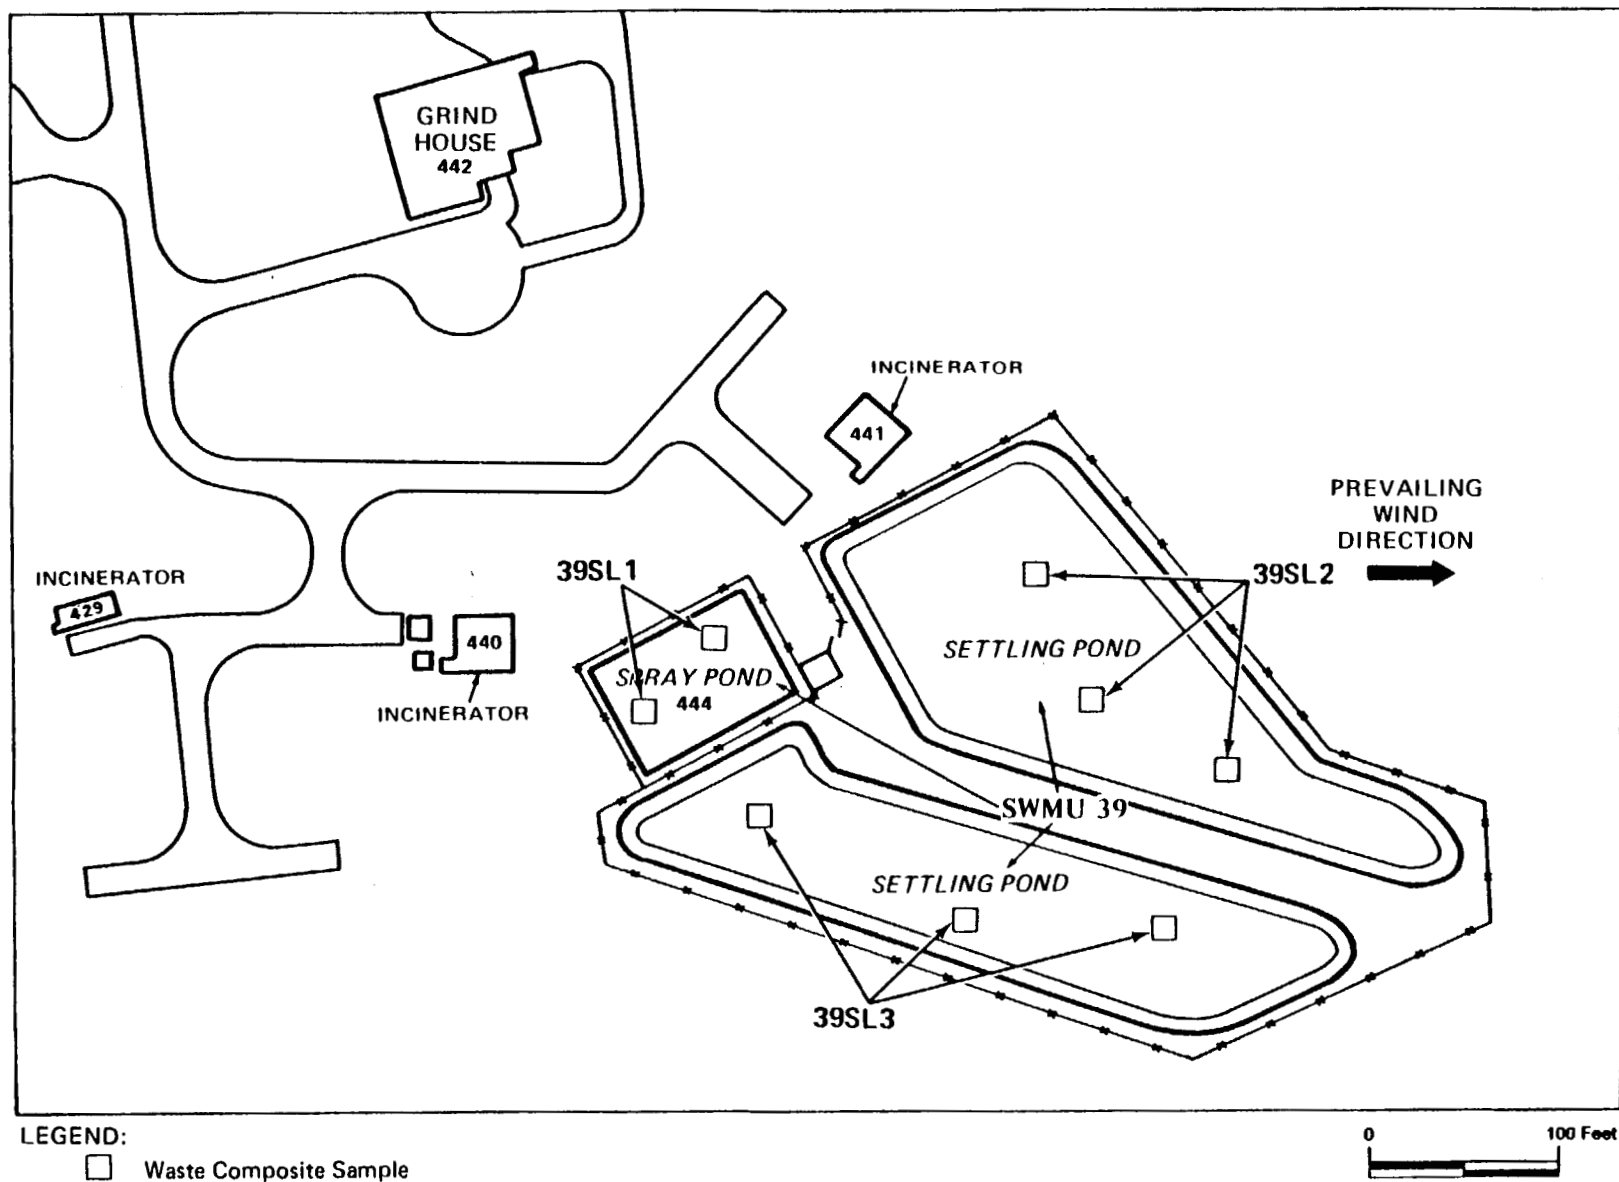 GRIND
HOUSE
442
INCINERATOR
441
PREVAILING
WIND
DIRECTION
39SL1
39SL2
INCINERATOR
429
440
INCINERATOR
SPRAY POND
444
SETTLING POND
SWMU 39
SETTLING POND
39SL3
LEGEND:
Waste Composite Sample
0 100 Feet